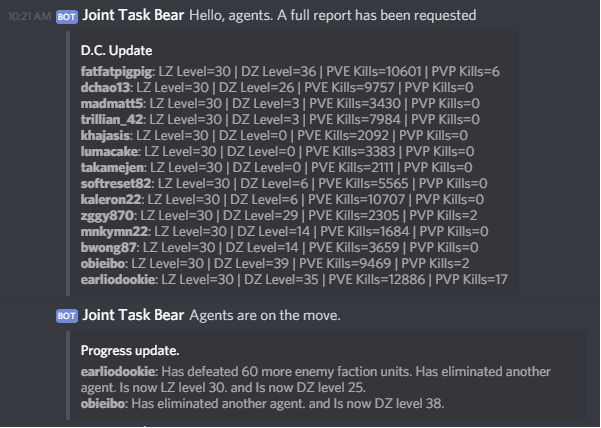 10:21 AM BOT Joint Task Bear Hello, agents. A full report has been requested
D.C. Update
fatfatpigpig: LZ Level=30 | DZ Level=36 | PVE Kills=10601 | PVP Kills=6
dchao13: LZ Level=30 | DZ Level=26 | PVE Kills=9757 | PVP Kills=0
madmatt5: LZ Level=30 | DZ Level=3 | PVE Kills=3430 | PVP Kills=0
trillian_42: LZ Level=30 | DZ Level=3 | PVE Kills=7984 | PVP Kills=0
khajasis: LZ Level=30 | DZ Level=0 | PVE Kills=2092 | PVP Kills=0
lumacake: LZ Level=30 | DZ Level=0 | PVE Kills=3383 | PVP Kills=0
takamejen: LZ Level=30 | DZ Level=0 | PVE Kills=2111 | PVP Kills=0
softreset82: LZ Level=30 | DZ Level=6 | PVE Kills=5565 | PVP Kills=0
kaleron22: LZ Level=30 | DZ Level=6 | PVE Kills=10707 | PVP Kills=0
zggy870: LZ Level=30 | DZ Level=29 | PVE Kills=2305 | PVP Kills=2
mnkymn22: LZ Level=30 | DZ Level=14 | PVE Kills=1684 | PVP Kills=0
bwong87: LZ Level=30 | DZ Level=14 | PVE Kills=3659 | PVP Kills=0
obieibo: LZ Level=30 | DZ Level=39 | PVE Kills=9469 | PVP Kills=2
earliodookie: LZ Level=30 | DZ Level=35 | PVE Kills=12886 | PVP Kills=17
BOT Joint Task Bear Agents are on the move.
Progress update.
earliodookie: Has defeated 60 more enemy faction units. Has eliminated another
agent. Is now LZ level 30. and Is now DZ level 25.
obieibo: Has eliminated another agent. and Is now DZ level 38.